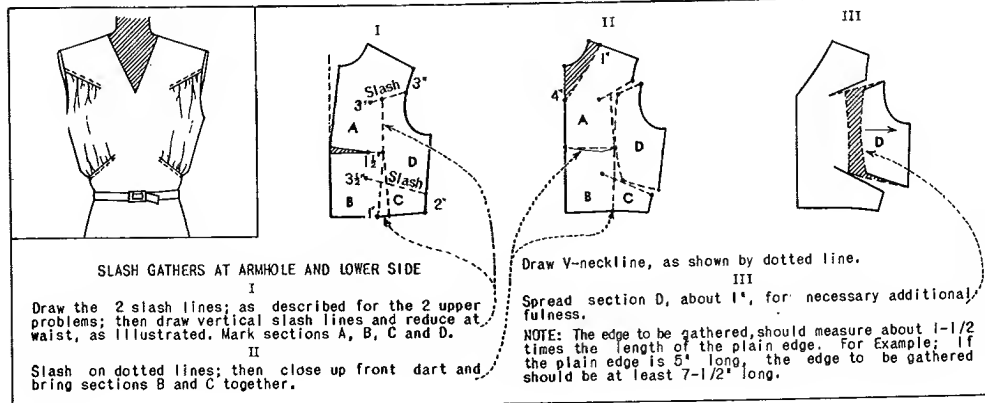 I
Slash 3"
3"
A
1½
D
3½"
Slash
B
C
2"
1"
II
1"
4"
A
D
B
C
III
D
SLASH GATHERS AT ARMHOLE AND LOWER SIDE
I
Draw the 2 slash lines; as described for the 2 upper
problems; then draw vertical slash lines and reduce at
waist, as Illustrated. Mark sections A, B, C and D.
II
Slash on dotted lines; then close up front dart and
bring sections B and C together.
Draw V-neckline, as shown by dotted line.
III
Spread section D, about 1", for necessary additional
fulness.
NOTE: The edge to be gathered, should measure about 1-1/2
times the length of the plain edge. For Example; If
the plain edge is 5" long, the edge to be gathered
should be at least 7-1/2" long.